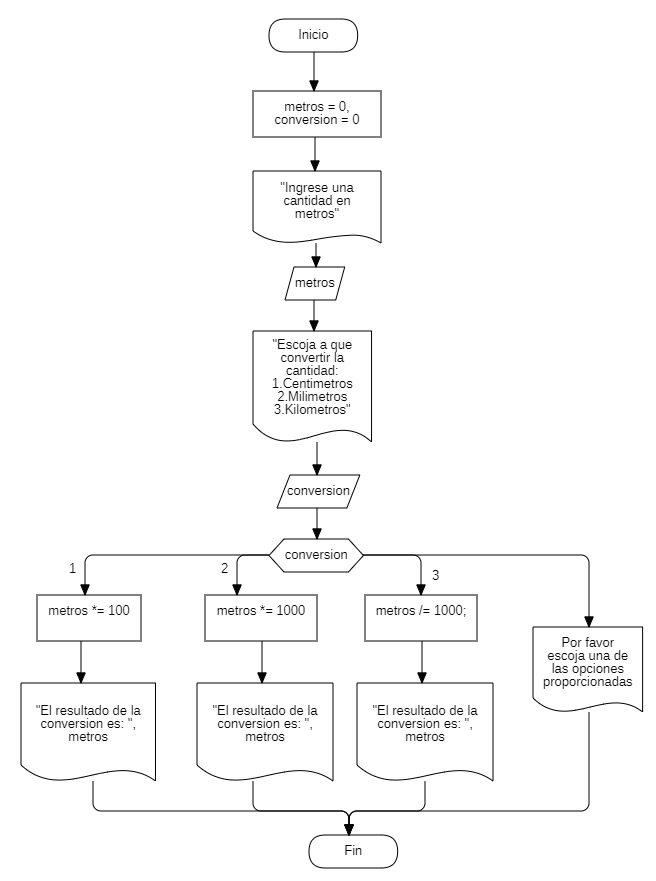 Inicio
metros = 0,
conversion = 0
"Ingrese una
cantidad en
metros"
metros
"Escoja a que
convertir la
cantidad:
1.Centimetros
2.Milimetros
3.Kilometros"
conversion
conversion
1
2
3
metros *= 100
metros *= 1000
metros /= 1000;
Por favor
escoja una de
las opciones
proporcionadas
"El resultado de la
conversion es: ",
metros
"El resultado de la
conversion es: ",
metros
"El resultado de la
conversion es: ",
metros
Fin